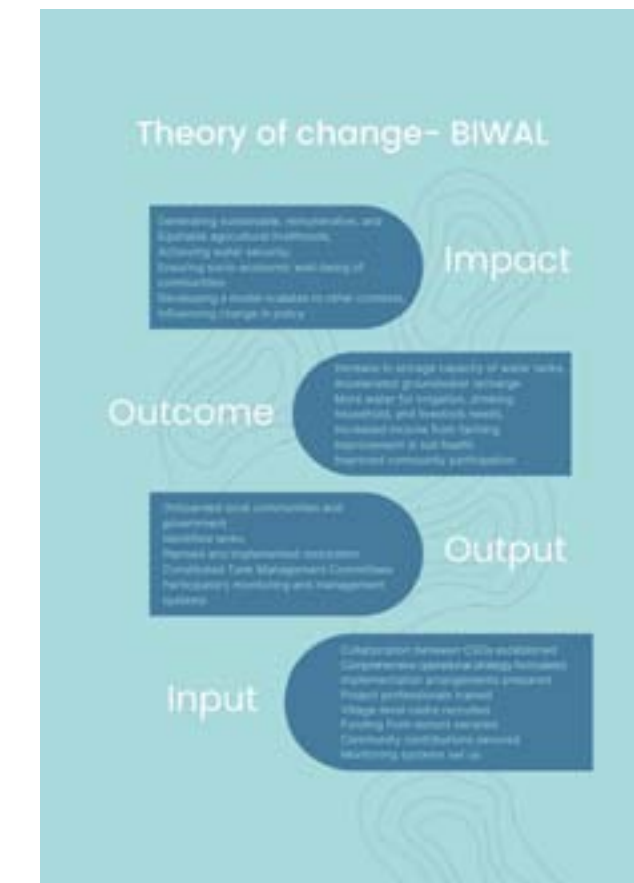 Theory of change- BIWAL
Generating sustainable, remunerative, and
Equitable agricultural livelihoods,
Achieving water security,
Ensuring socio-economic well-being of
communities
Developing a model scalable to other contexts,
Influencing change in policy
Impact
Outcome
Increase in storage capacity of water tanks
Accelerated groundwater recharge
More water for irrigation, drinking
household, and livestock needs
Increased income from farming
Improvement in soil health
Improved community participation
Onboarded local communities and
government
Identified tanks
Planned and implemented
Constituted Tank Management Committees
Participatory monitoring and management
systems
Output
Input
Collaboration between CSOs established
Comprehensive operational strategy formulated
Implementation arrangements prepared
Project professionals trained
Village-level cadre recruited
Funding from donors secured
Community contributions secured
Monitoring systems set up